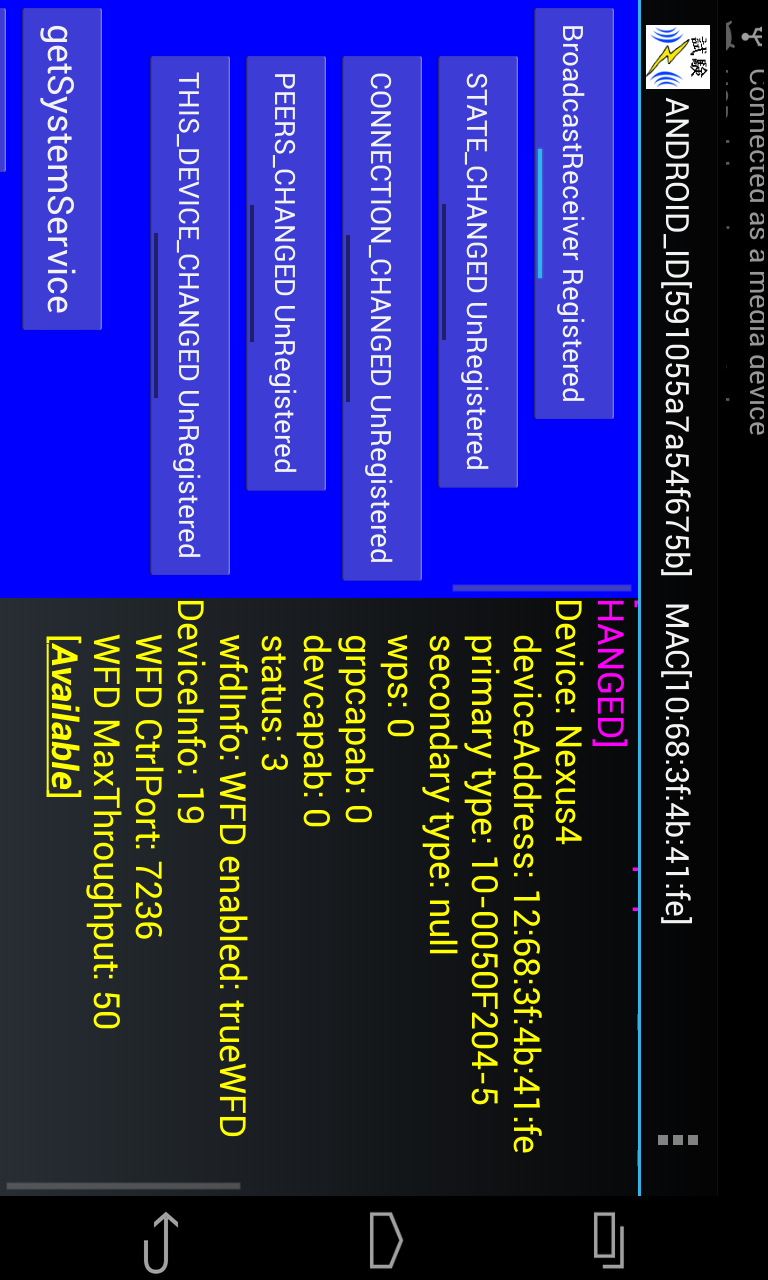 Connected as a media device
試験
ANDROID_ID[591055a7a54f675b] MAC[10:68:3f:4b:41:fe]
BroadcastReceiver Registered
STATE_CHANGED UnRegistered
CONNECTION_CHANGED UnRegistered
PEERS_CHANGED UnRegistered
THIS_DEVICE_CHANGED UnRegistered
getSystemService
HANGED]
Device: Nexus4
deviceAddress: 12:68:3f:4b:41:fe
primary type: 10-0050F204-5
secondary type: null
wps: 0
grpcapab: 0
devcapab: 0
status: 3
wfdInfo: WFD enabled: trueWFD
DeviceInfo: 19
WFD CtrlPort: 7236
WFD MaxThroughput: 50
[Available]